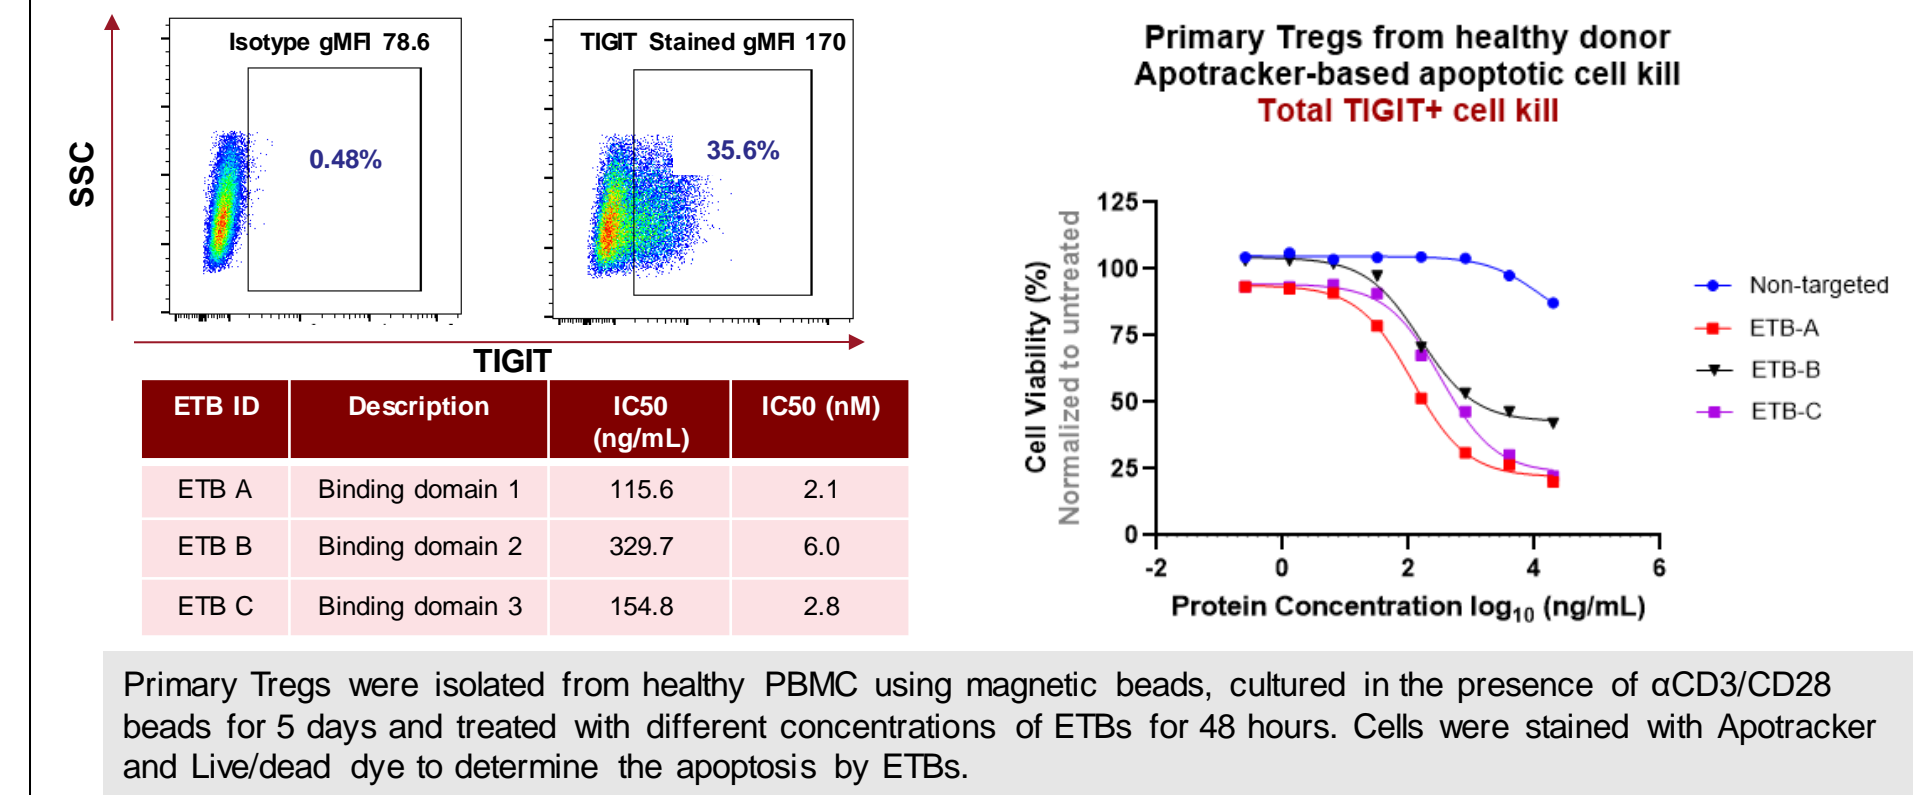 Isotype gMFI 78.6
0.48%
TIGIT Stained gMFI 170
35.6%
SSC
TIGIT
ETB ID Description IC50 (ng/mL) IC50 (nM)
ETB A Binding domain 1 115.6 2.1
ETB B Binding domain 2 329.7 6.0
ETB C Binding domain 3 154.8 2.8
Primary Tregs from healthy donor
Apotracker-based apoptotic cell kill
Total TIGIT+ cell kill
Cell Viability (%)
Normalized to untreated
125
100
75
50
25
0
-2 0 2 4 6
Protein Concentration log10 (ng/mL)
Non-targeted
ETB-A
ETB-B
ETB-C
Primary Tregs were isolated from healthy PBMC using magnetic beads, cultured in the presence of αCD3/CD28
beads for 5 days and treated with different concentrations of ETBs for 48 hours. Cells were stained with Apotracker
and Live/dead dye to determine the apoptosis by ETBs.